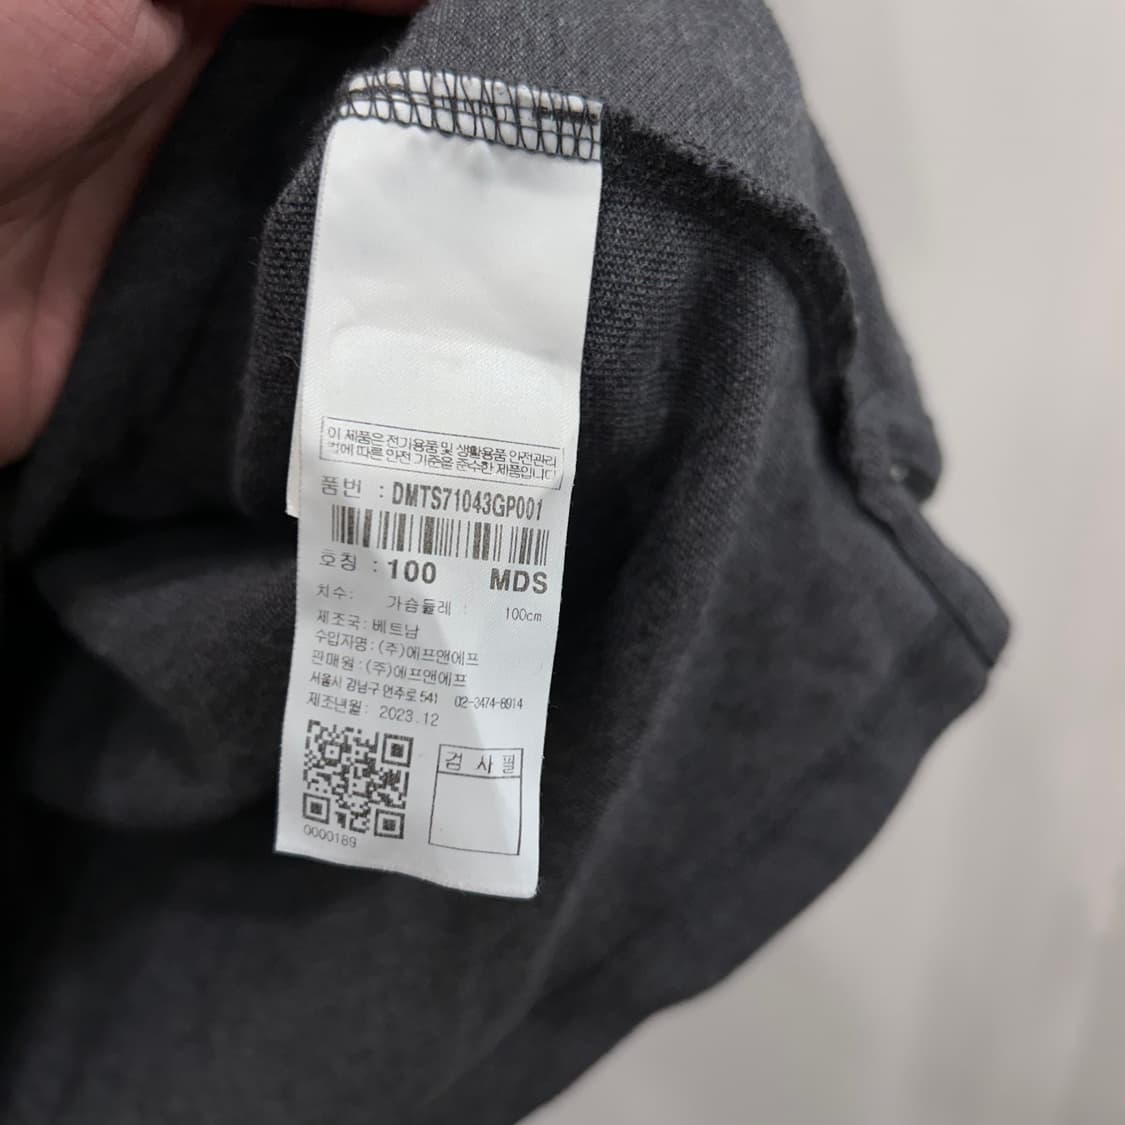 이 제품은 전기용품 및 생활용품 안전관리
법에 따른 안전 기준을 준수한 제품입니다
품번 : DMTS71043GP001
호칭 : 100 MDS
치수: 가슴둘레 : 100cm
제조국: 베트남
수입자명: (주)에프앤에프
판매원: (주)에프앤에프
서울시 강남구 언주로 541 02-3474-8914
제조년월: 2023.12
검 사 필
0000189